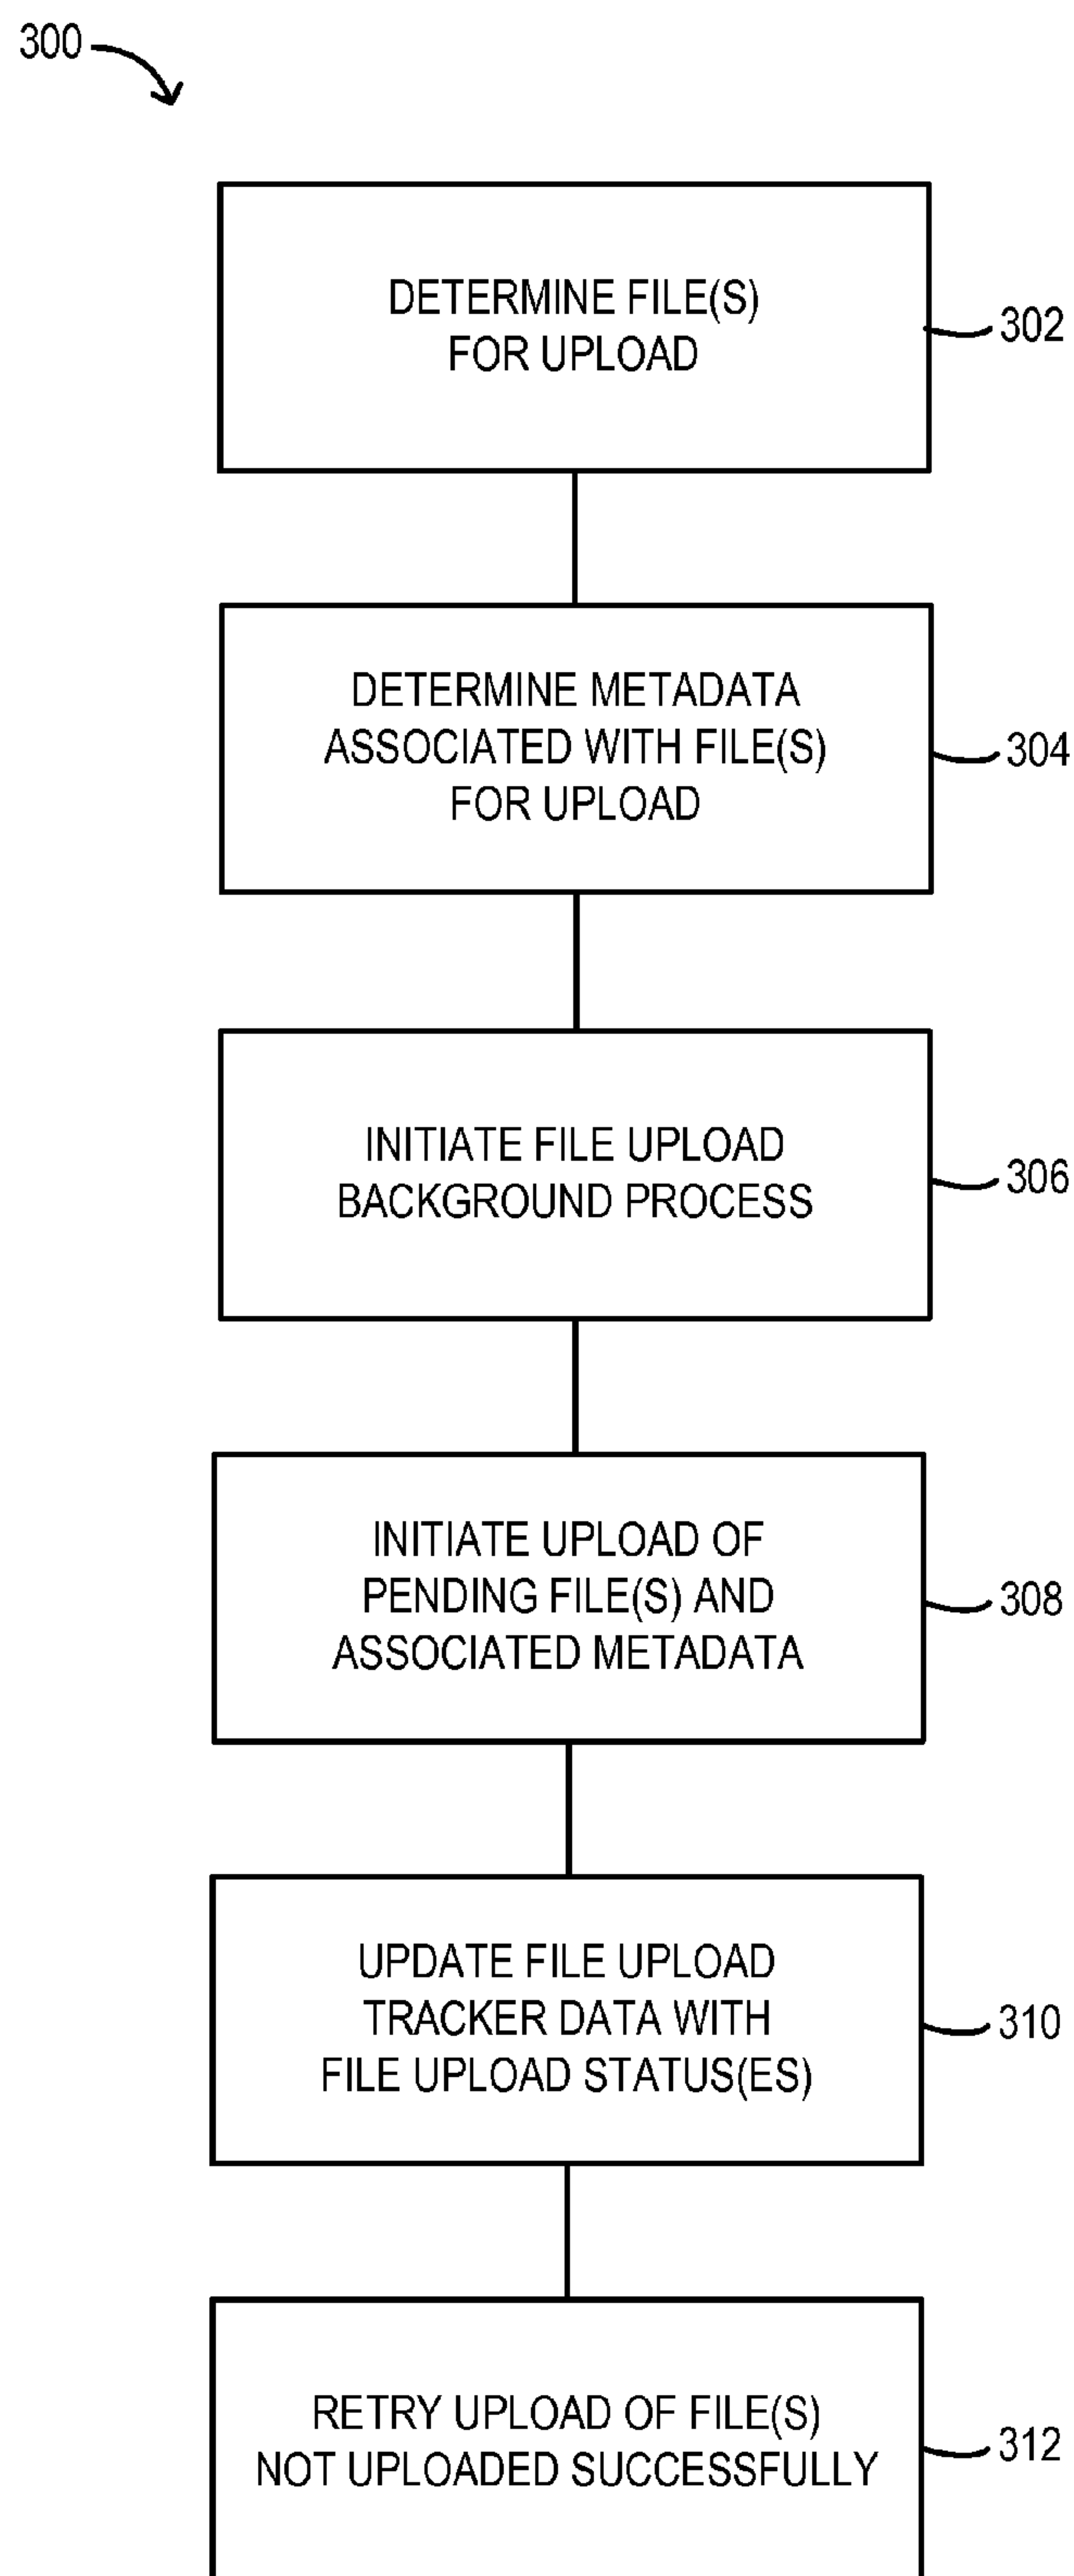 300
DETERMINE FILE(S)
FOR UPLOAD
302
DETERMINE METADATA
ASSOCIATED WITH FILE(S)
FOR UPLOAD
304
INITIATE FILE UPLOAD
BACKGROUND PROCESS
306
INITIATE UPLOAD OF
PENDING FILE(S) AND
ASSOCIATED METADATA
308
UPDATE FILE UPLOAD
TRACKER DATA WITH
FILE UPLOAD STATUS(ES)
310
RETRY UPLOAD OF FILE(S)
NOT UPLOADED SUCCESSFULLY
312